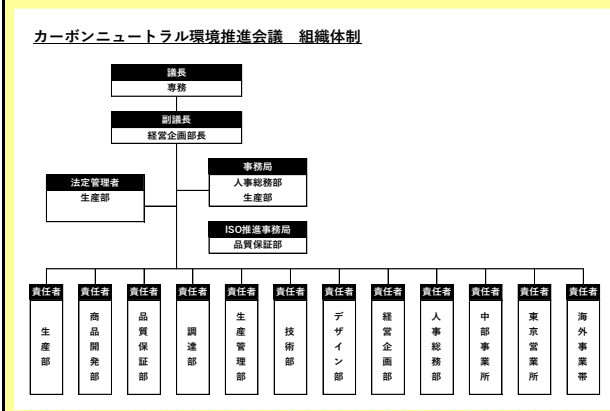 カーボンニュートラル環境推進会議　組織体制
議長
専務
副議長
経営企画部長
事務局
人事総務部
生産部
法定管理者
生産部
ISO推進事務局
品質保証部
責任者
生産部
責任者
商品開発部
責任者
品質保証部
責任者
調達部
責任者
生産管理部
責任者
技術部
責任者
デザイン部
責任者
経営企画部
責任者
人事総務部
責任者
中部事業所
責任者
東京営業所
責任者
海外事業帯